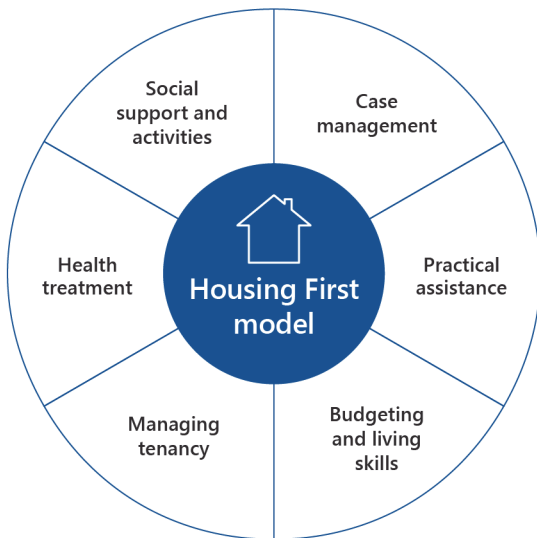 Social
support and
activities
Case
management
Health
treatment
Housing First
model
Practical
assistance
Managing
tenancy
Budgeting
and living
skills